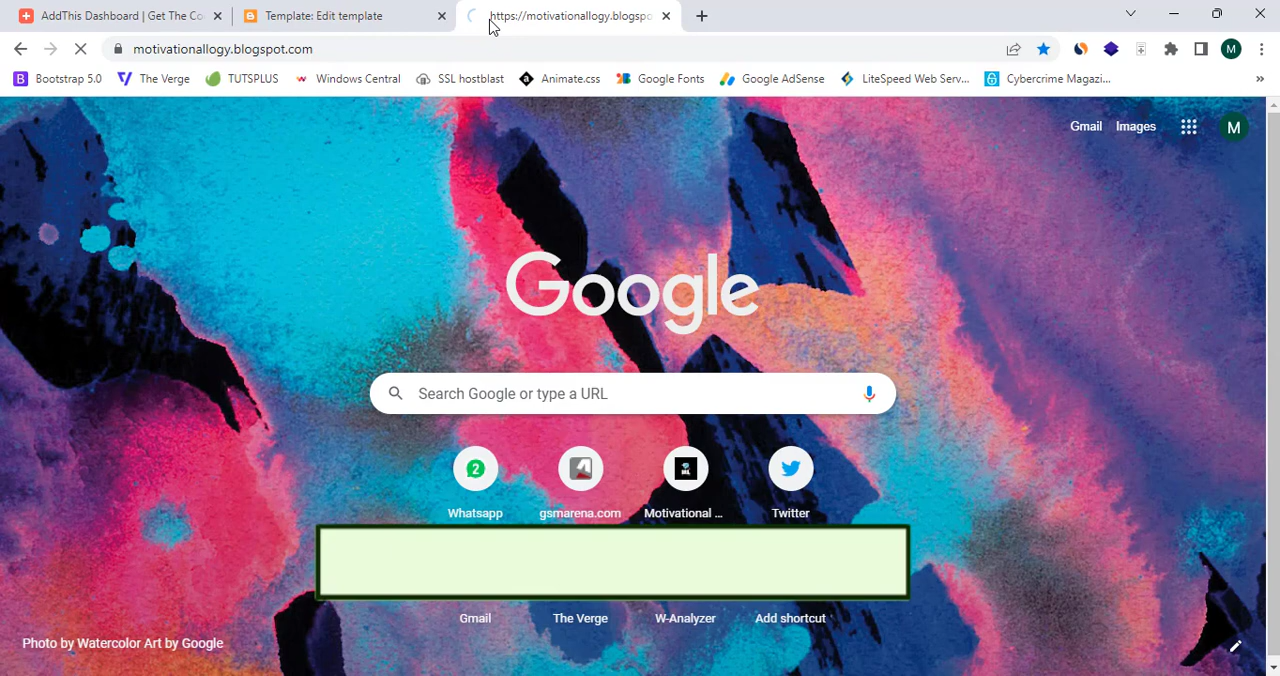 AddThis Dashboard | Get The Co
Template: Edit template
https://motivationallogy.blogspo
motivationallogy.blogspot.com
M
Bootstrap 5.0
The Verge
TUTSPLUS
Windows Central
SSL hostblast
Animate.css
Google Fonts
Google AdSense
LiteSpeed Web Serv...
Cybercrime Magazi...
»
Gmail
Images
M
Google
Search Google or type a URL
2
Whatsapp
gsmarena.com
Motivational ...
Twitter
Gmail
The Verge
W-Analyzer
Add shortcut
Photo by Watercolor Art by Google